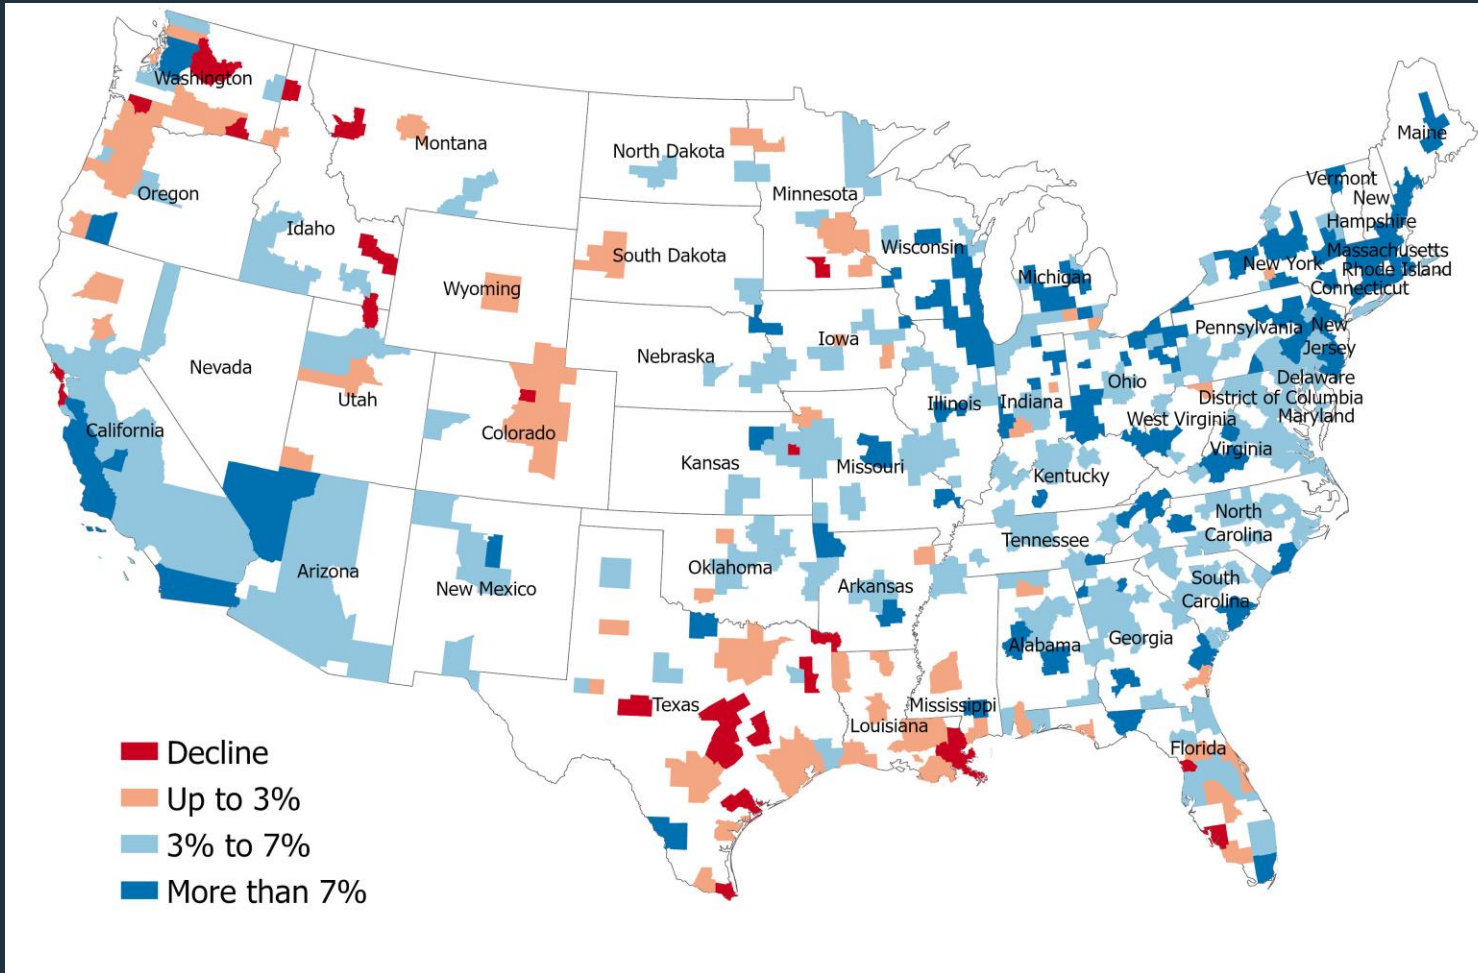 Washington
Montana
North Dakota
Minnesota
Maine
Vermont
New
Hampshire
Oregon
Idaho
South Dakota
Wisconsin
Michigan
New York
Massachusetts
Rhode Island
Connecticut
Wyoming
Nebraska
Iowa
Pennsylvania
New
Jersey
Nevada
Utah
Illinois
Indiana
Ohio
Delaware
District of Columbia
Maryland
West Virginia
Virginia
California
Colorado
Kansas
Missouri
Kentucky
Arizona
New Mexico
Oklahoma
Arkansas
Tennessee
North
Carolina
South
Carolina
Texas
Louisiana
Mississippi
Alabama
Georgia
Florida
Decline
Up to 3%
3% to 7%
More than 7%